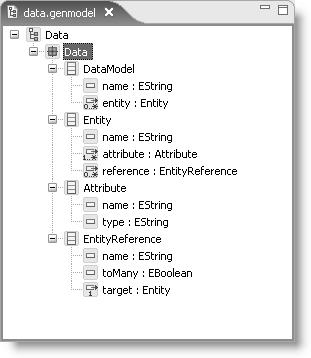 data.genmodel
Data
Data
DataModel
name : EString
0..* entity : Entity
Entity
name : EString
1..* attribute : Attribute
0..* reference : EntityReference
Attribute
name : EString
type : EString
EntityReference
name : EString
toMany : EBoolean
1 target : Entity